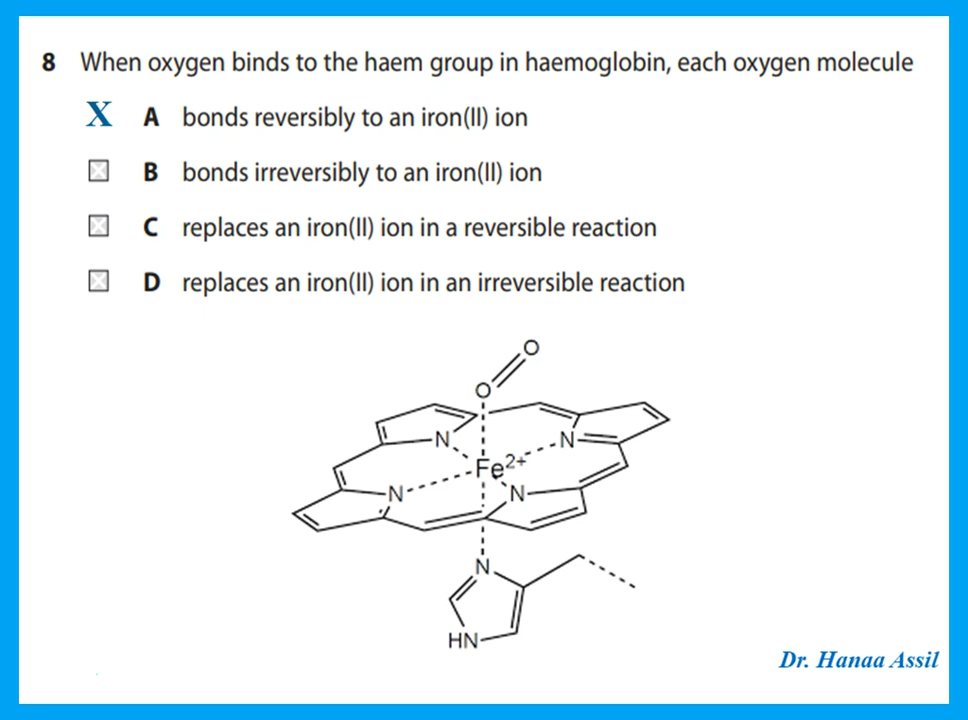 8 When oxygen binds to the haem group in haemoglobin, each oxygen molecule
X A bonds reversibly to an iron(II) ion
B bonds irreversibly to an iron(II) ion
C replaces an iron(II) ion in a reversible reaction
D replaces an iron(II) ion in an irreversible reaction
O
O
N
N
Fe2+
N
N
N
HN
Dr. Hanaa Assil